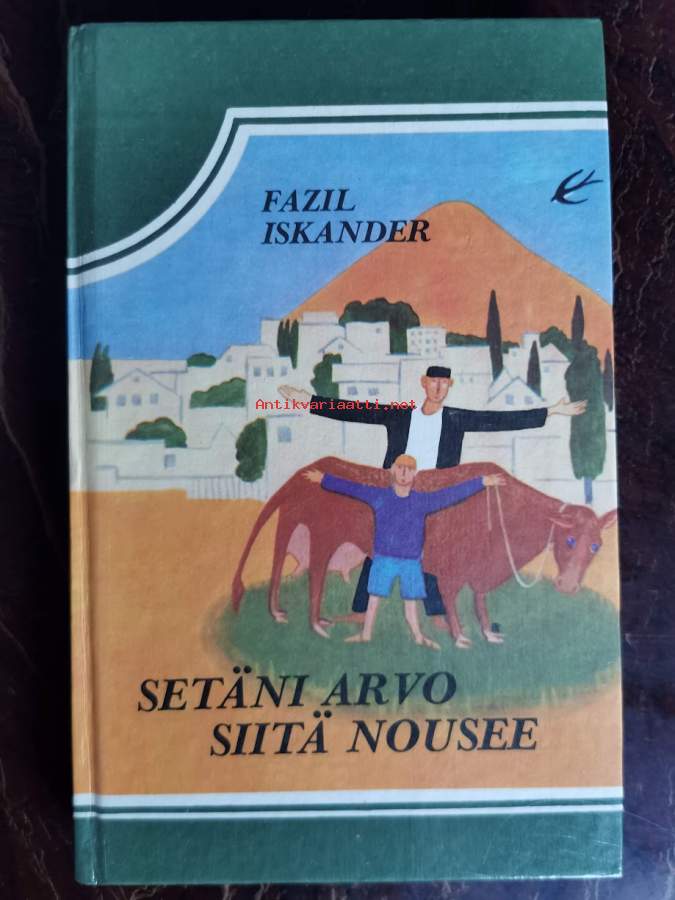 FAZIL
ISKANDER
Antikvariaatti.net
SETÄNI ARVO
SIITÄ NOUSEE